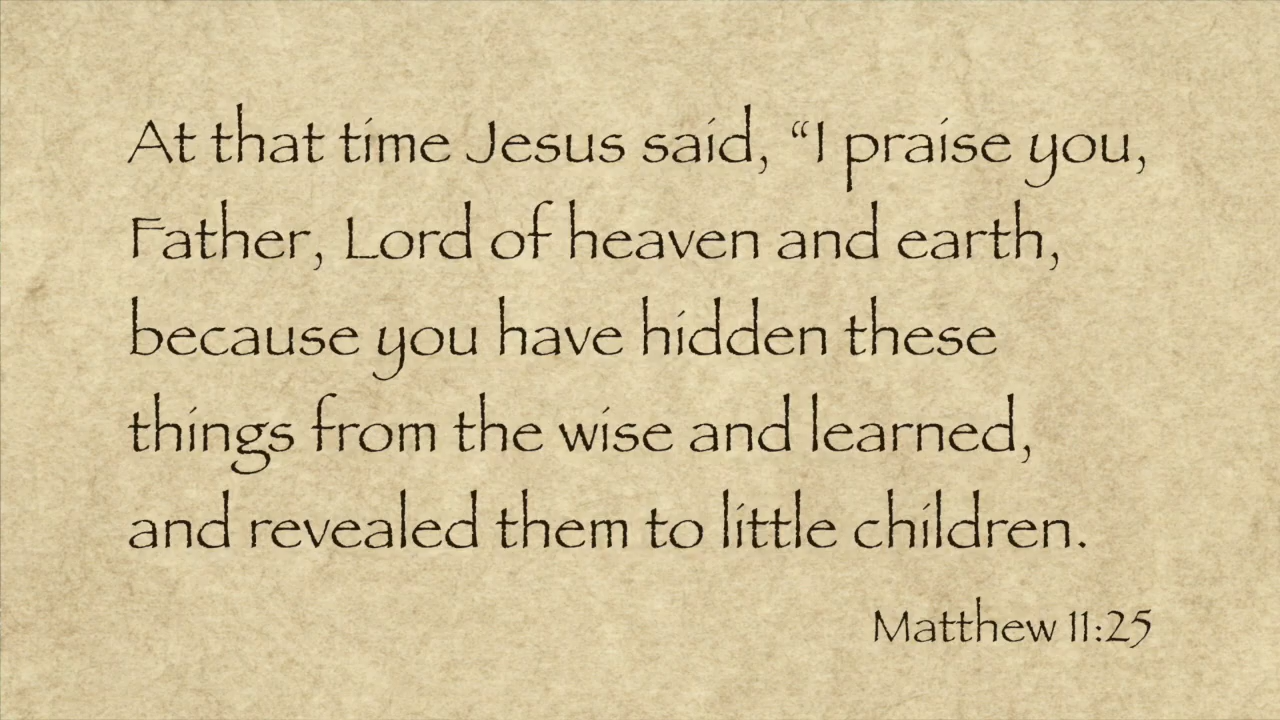 At that time Jesus said, “I praise you,
Father, Lord of heaven and earth,
because you have hidden these
things from the wise and learned,
and revealed them to little children.
Matthew 11:25